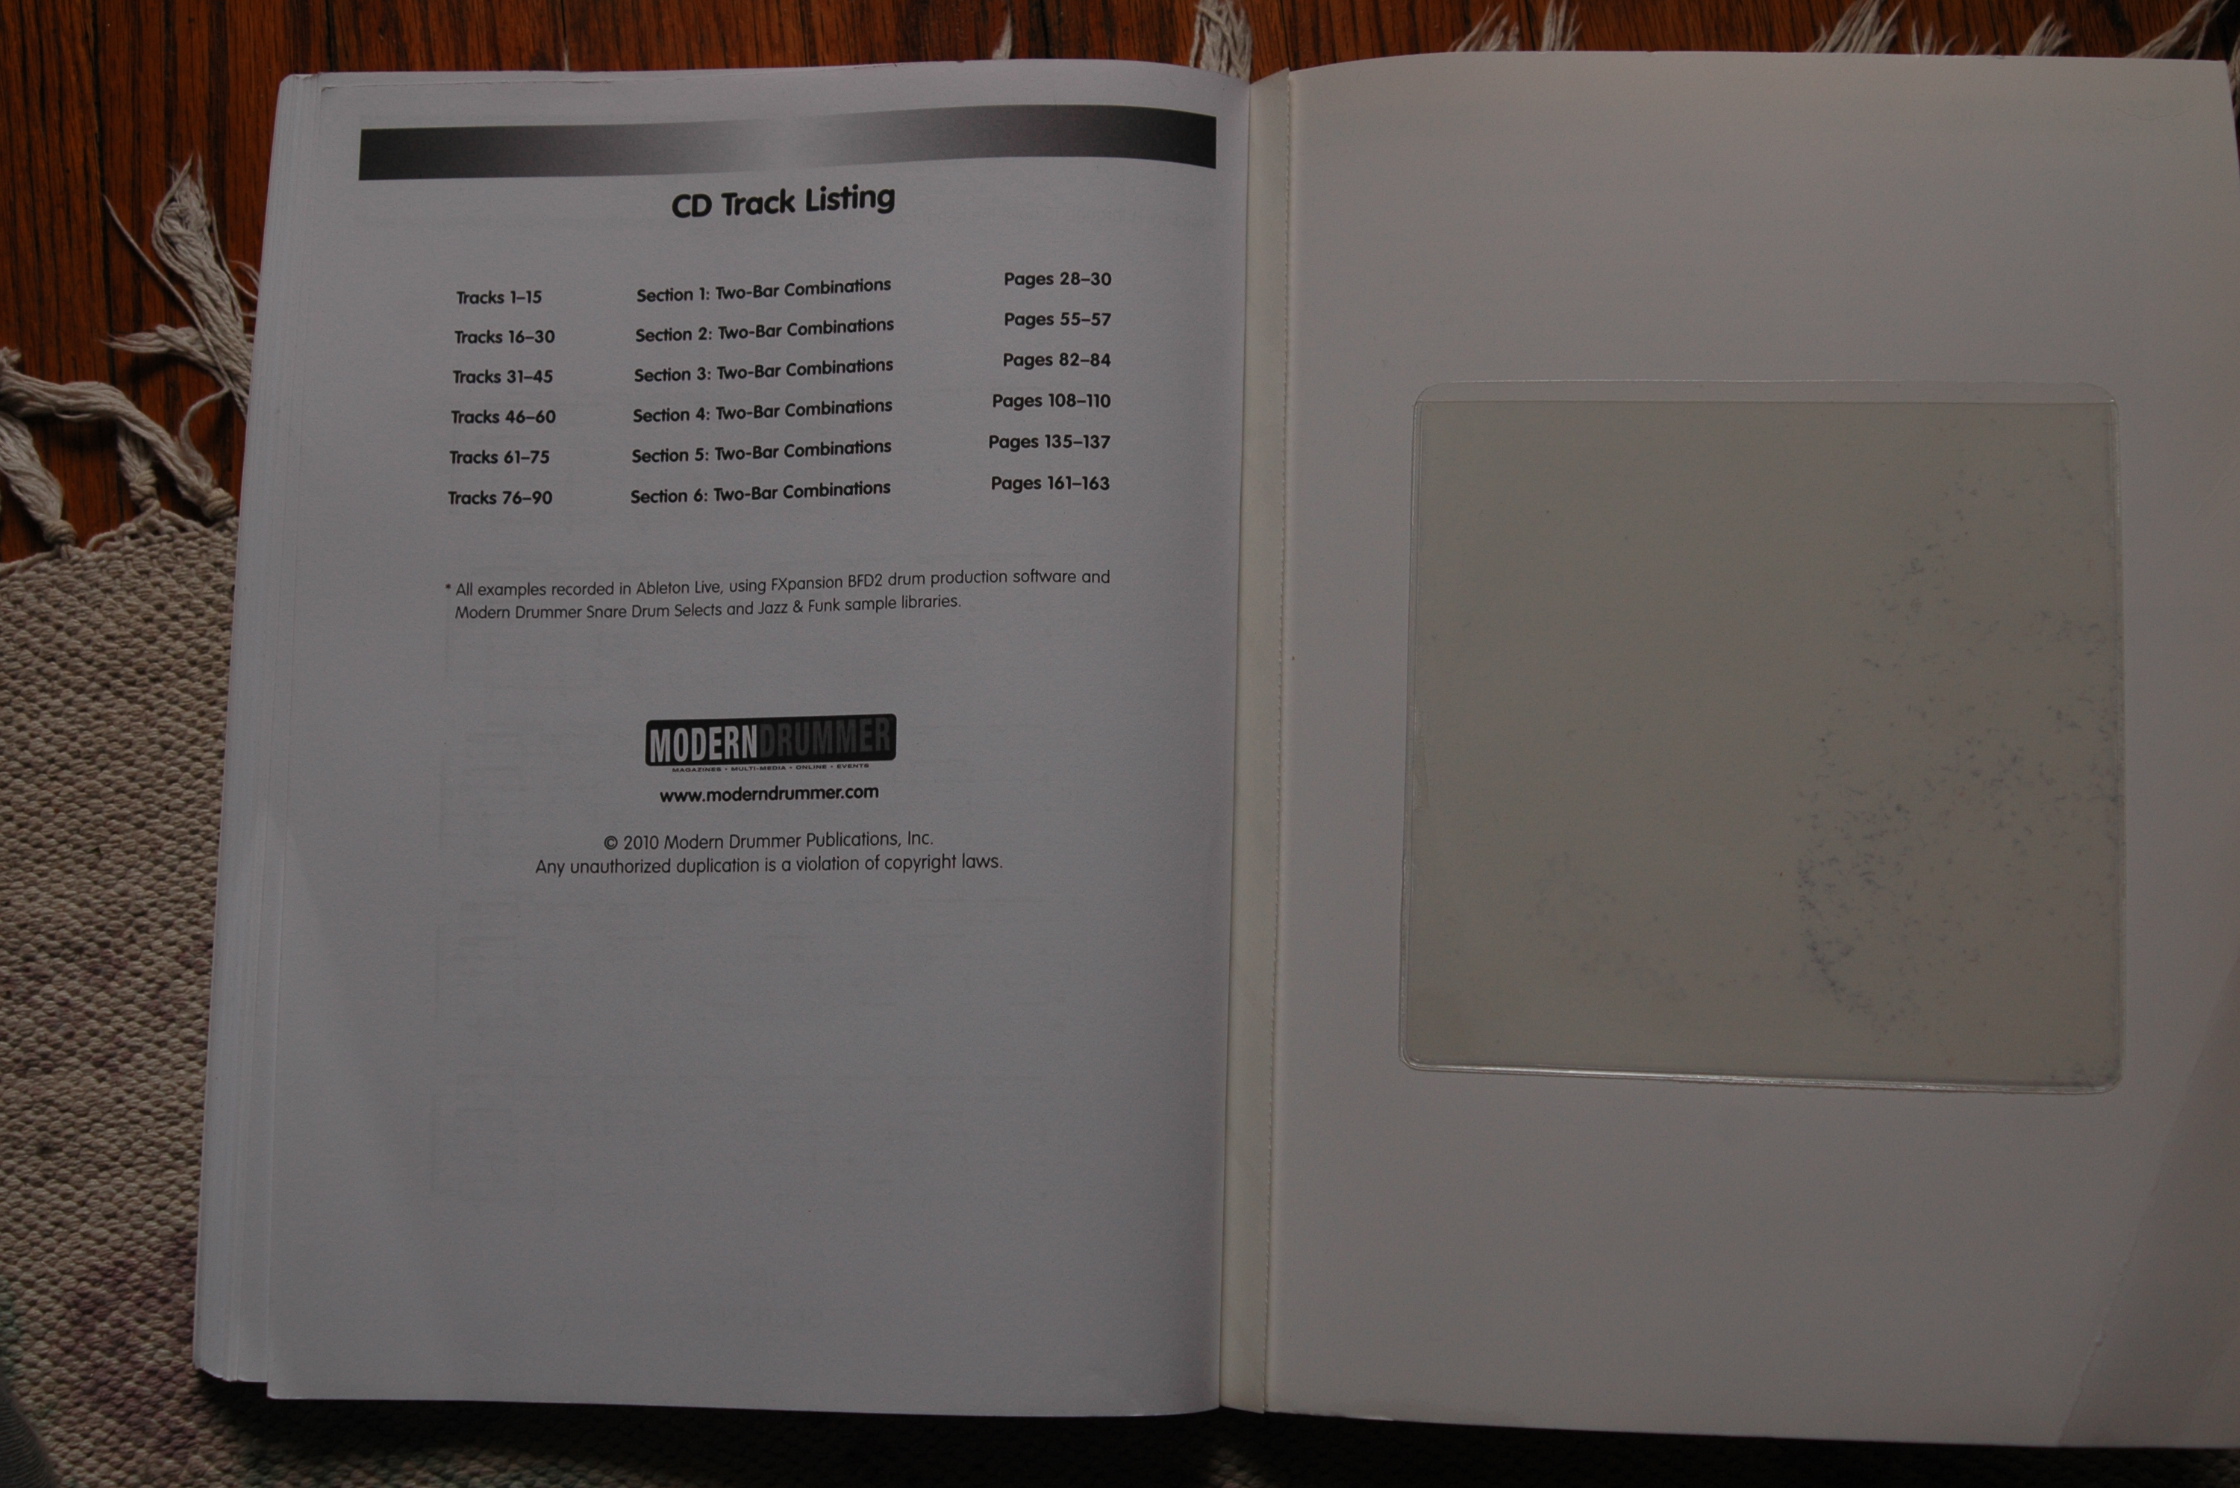 CD Track Listing
Tracks 1–15 Section 1: Two-Bar Combinations Pages 28–30
Tracks 16–30 Section 2: Two-Bar Combinations Pages 55–57
Tracks 31–45 Section 3: Two-Bar Combinations Pages 82–84
Tracks 46–60 Section 4: Two-Bar Combinations Pages 108–110
Tracks 61–75 Section 5: Two-Bar Combinations Pages 135–137
Tracks 76–90 Section 6: Two-Bar Combinations Pages 161–163
* All examples recorded in Ableton Live, using FXpansion BFD2 drum production software and
Modern Drummer Snare Drum Selects and Jazz & Funk sample libraries.
MODERN DRUMMER
MAGAZINES • MULTI-MEDIA • ONLINE • EVENTS
www.moderndrummer.com
© 2010 Modern Drummer Publications, Inc.
Any unauthorized duplication is a violation of copyright laws.